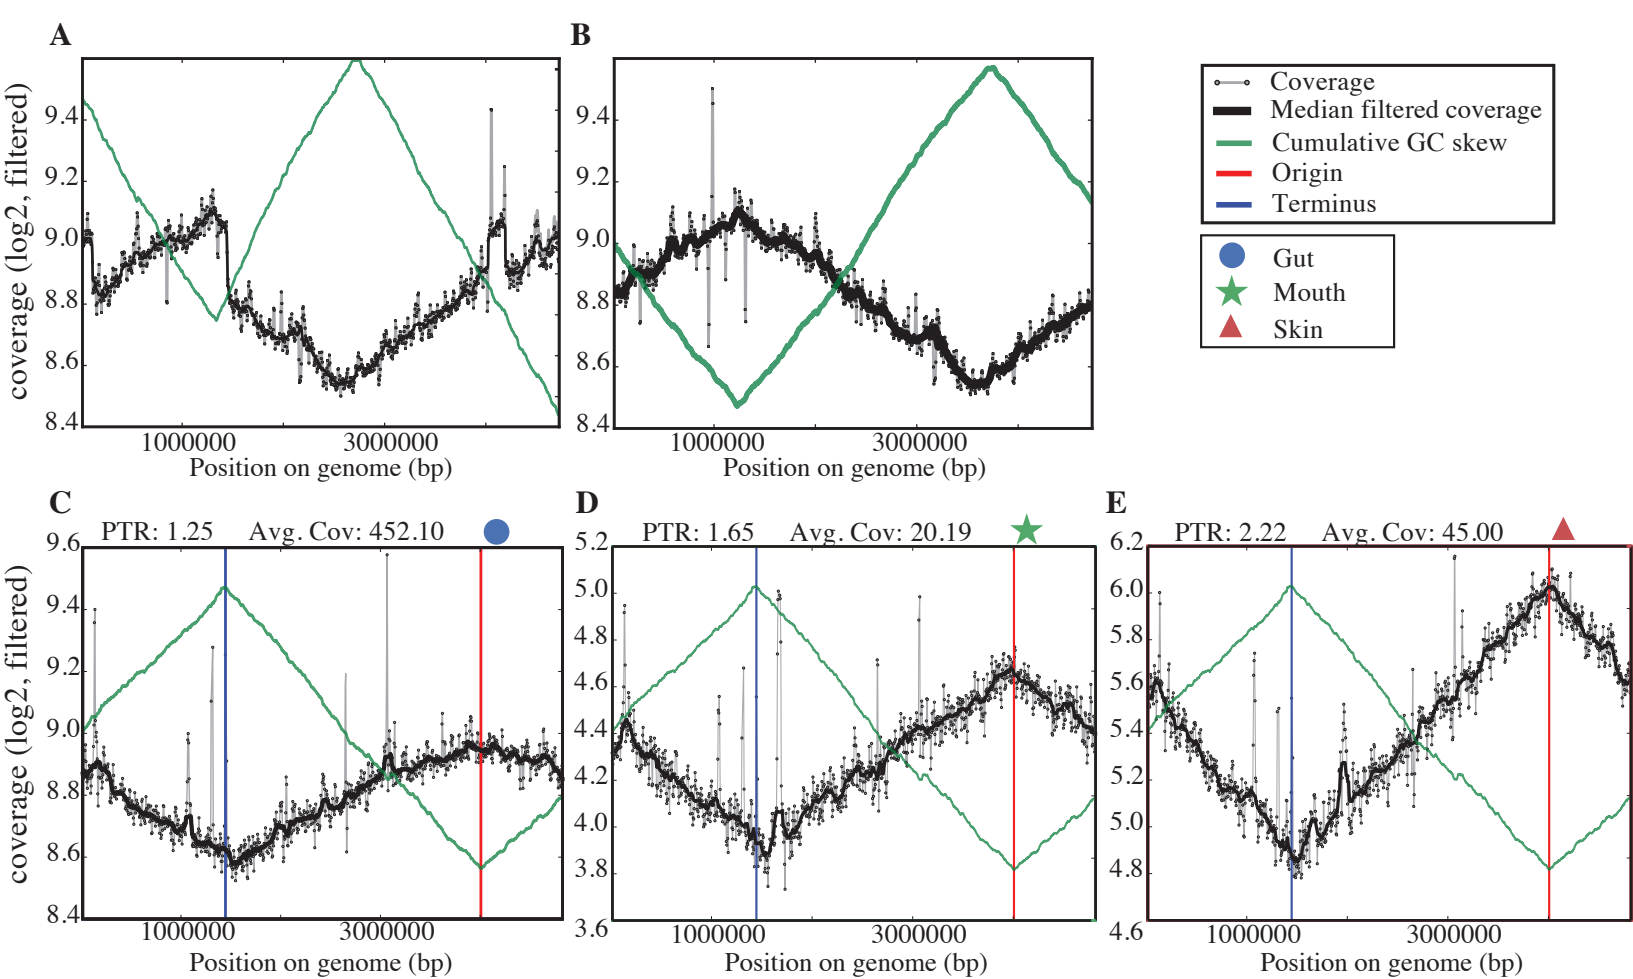 A
B
coverage (log2, filtered)
9.4
9.2
9.0
8.8
8.6
8.4
1000000 3000000
Position on genome (bp)
9.4
9.2
9.0
8.8
8.6
8.4
1000000 3000000
Position on genome (bp)
Coverage
Median filtered coverage
Cumulative GC skew
Origin
Terminus
Gut
Mouth
Skin
C
PTR: 1.25 Avg. Cov: 452.10
coverage (log2, filtered)
9.6
9.4
9.2
9.0
8.8
8.6
8.4
1000000 3000000
Position on genome (bp)
D
PTR: 1.65 Avg. Cov: 20.19
5.2
5.0
4.8
4.6
4.4
4.2
4.0
3.8
3.6
1000000 3000000
Position on genome (bp)
E
PTR: 2.22 Avg. Cov: 45.00
6.2
6.0
5.8
5.6
5.4
5.2
5.0
4.8
4.6
1000000 3000000
Position on genome (bp)